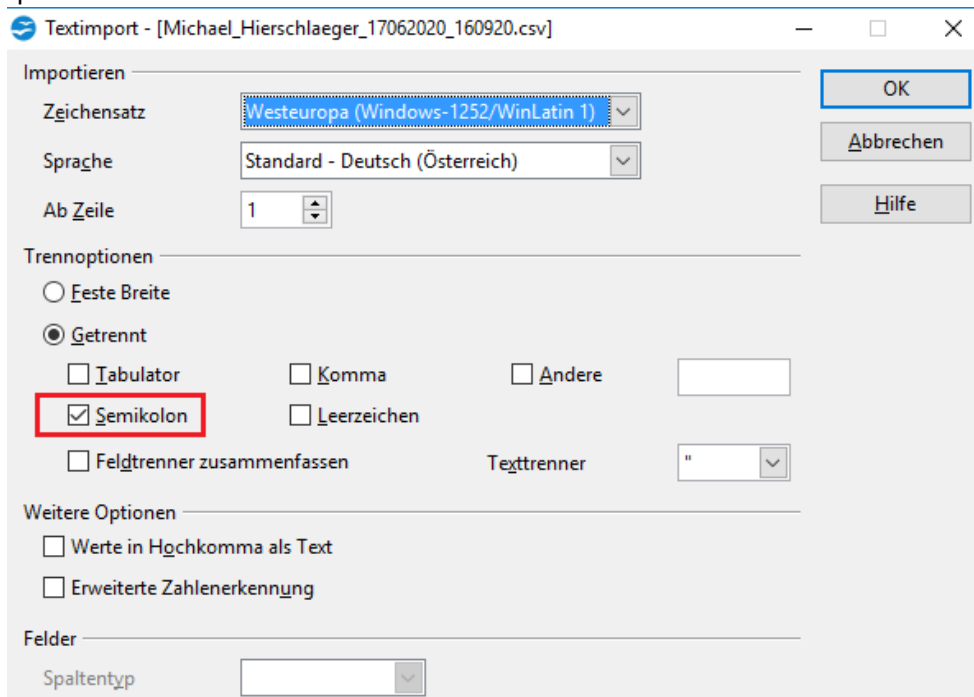 Textimport - [Michael_Hierschlaeger_17062020_160920.csv]
Importieren
OK
Zeichensatz Westeuropa (Windows-1252/WinLatin 1)
Abbrechen
Sprache Standard - Deutsch (Österreich)
Ab Zeile 1
Hilfe
Trennoptionen
Feste Breite
Getrennt
Tabulator Komma Andere
Semikolon Leerzeichen
Feldtrenner zusammenfassen Texttrenner "
Weitere Optionen
Werte in Hochkomma als Text
Erweiterte Zahlenerkennung
Felder
Spaltentyp